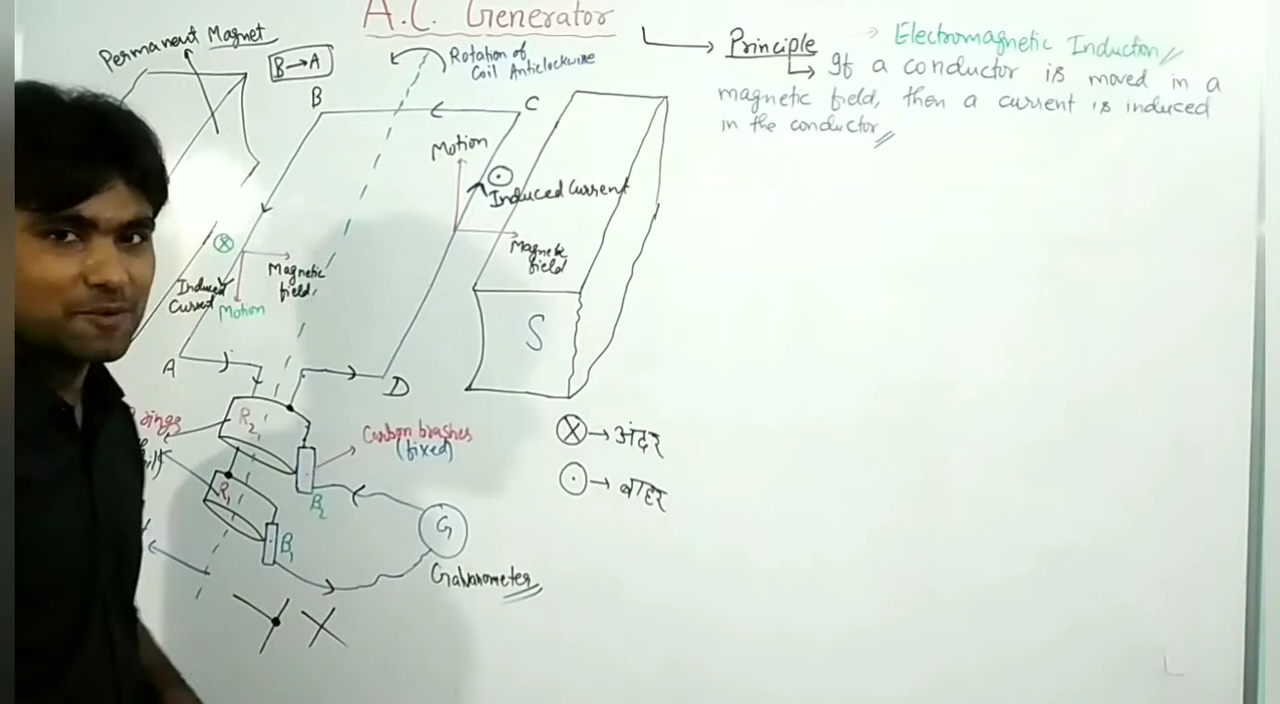 A.C. Generator
Principle → Electromagnetic Induction
If a conductor is moved in a
magnetic field, then a current is induced
in the conductor
Permanent Magnet
B→A
Rotation of
Coil Anticlockwise
B
C
Motion
Induced Current
Magnetic
field
Magnetic
field
Induced
Current
Motion
S
A
D
R2
rings
Carbon brashes
(fixed)
B2
R1
B1
G
Galvanometer
⊗→अंदर
⊙→बाहर